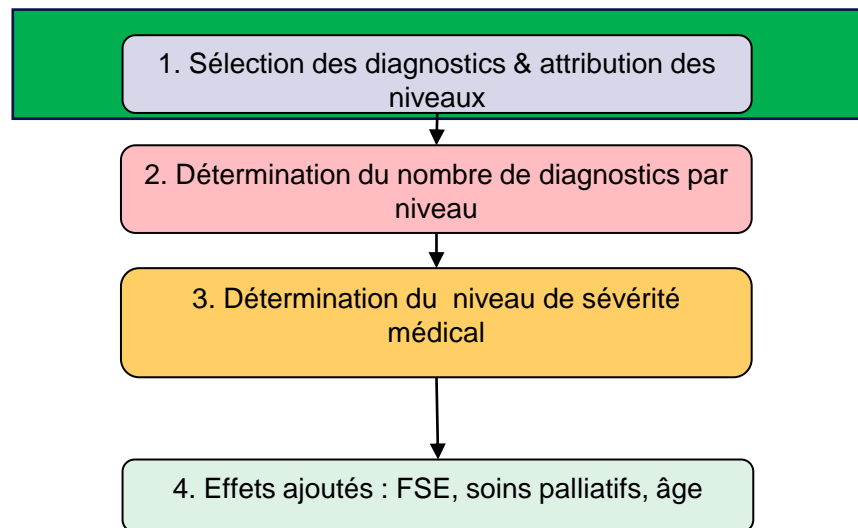 1. Sélection des diagnostics & attribution des
niveaux
2. Détermination du nombre de diagnostics par
niveau
3. Détermination du  niveau de sévérité
médical
4. Effets ajoutés : FSE, soins palliatifs, âge